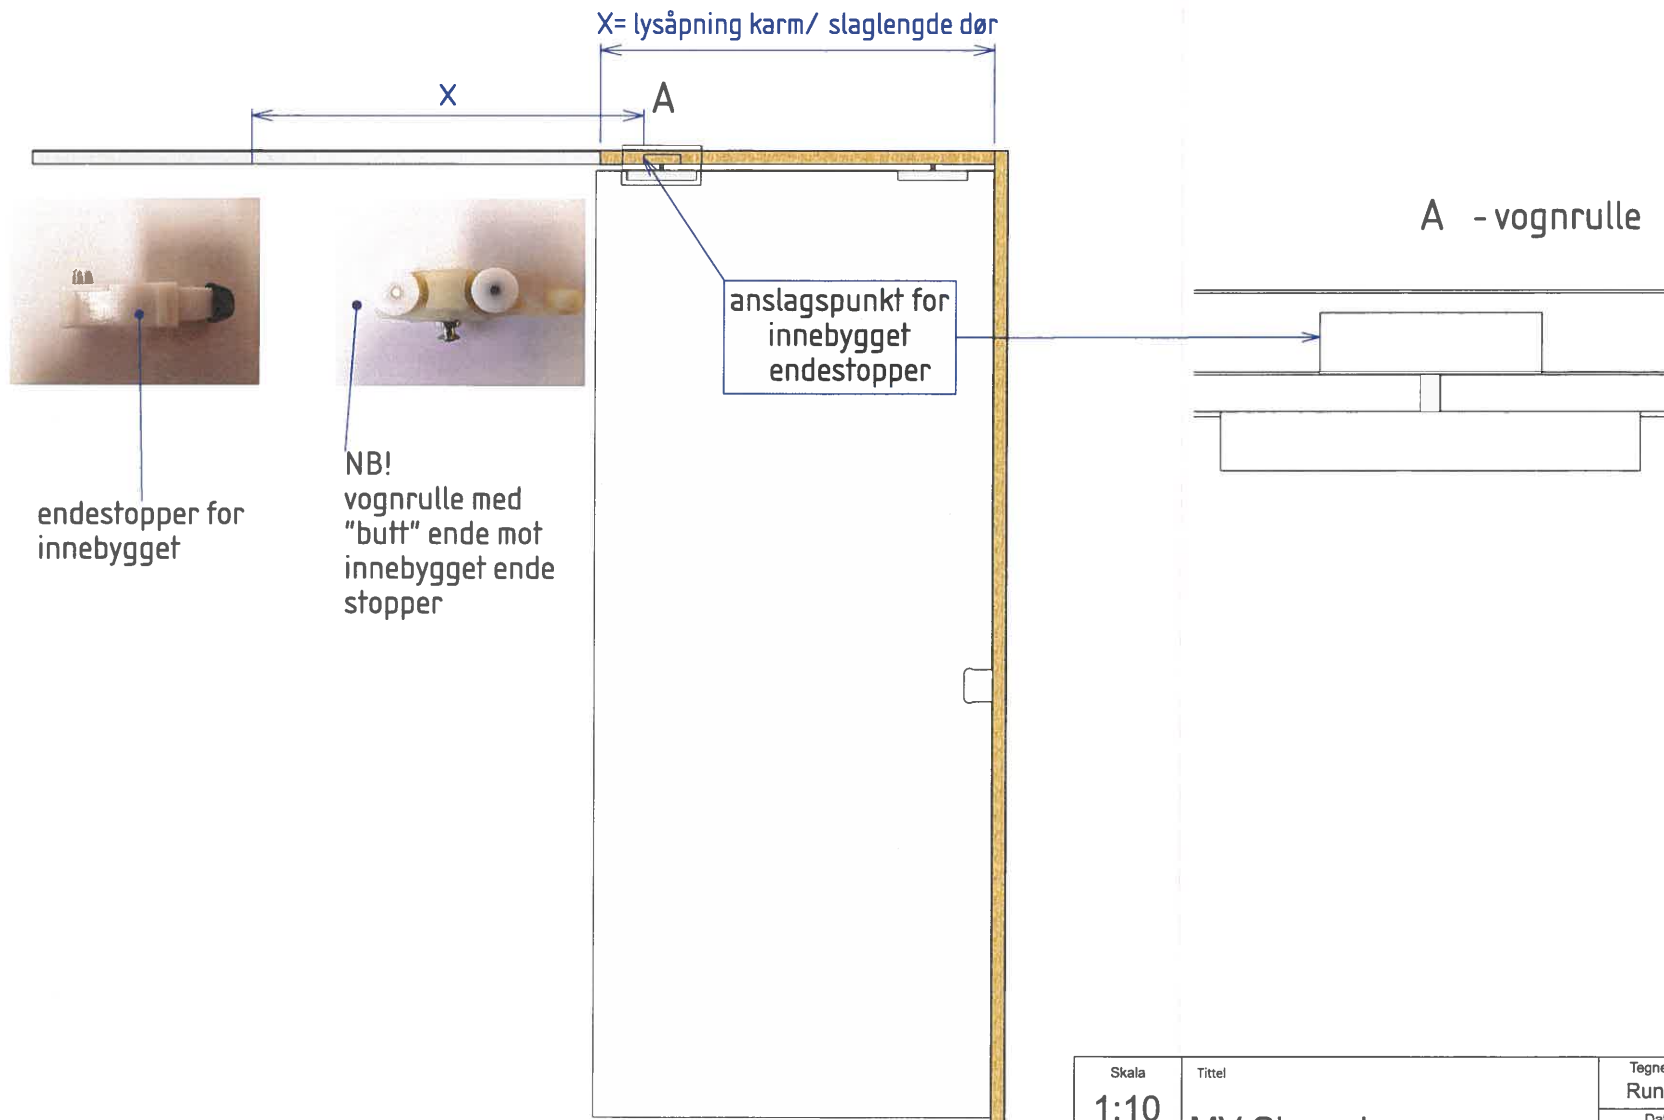 X= lysåpning karm/ slaglengde dør
X
A
A - vognrulle
anslagspunkt for
innebygget
endestopper
NB!
vognrulle med
"butt" ende mot
innebygget ende
stopper
endestopper for
innebygget
Skala
Tittel
1:10